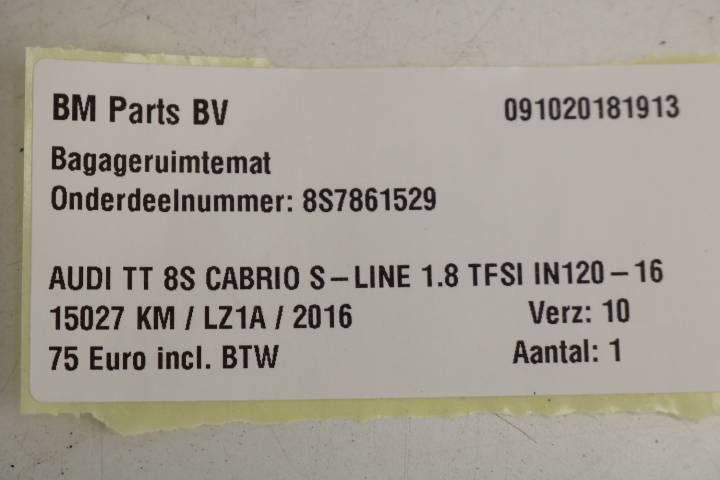 BM Parts BV 091020181913
Bagageruimtemat
Onderdeelnummer: 8S7861529
AUDI TT 8S CABRIO S-LINE 1.8 TFSI IN120-16
15027 KM / LZ1A / 2016 Verz: 10
75 Euro incl. BTW Aantal: 1